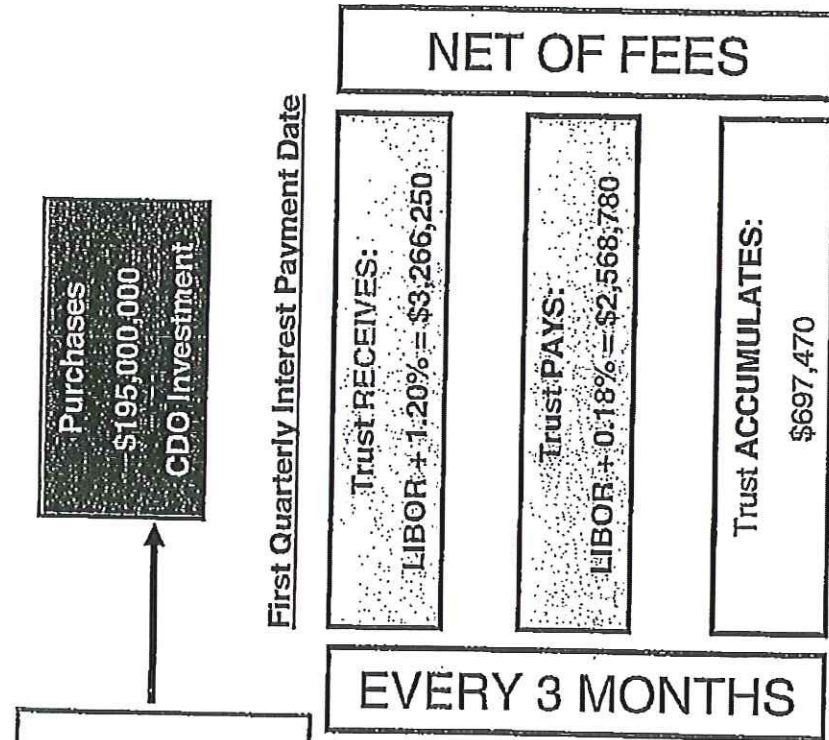 Purchases
$195,000,000
CDO Investment
First Quarterly Interest Payment Date
EVERY 3 MONTHS
Trust RECEIVES:
LIBOR + 1.20% = $3,266,250
Trust PAYS:
LIBOR + 0.18% = $2,568,780
Trust ACCUMULATES:
$697,470
NET OF FEES